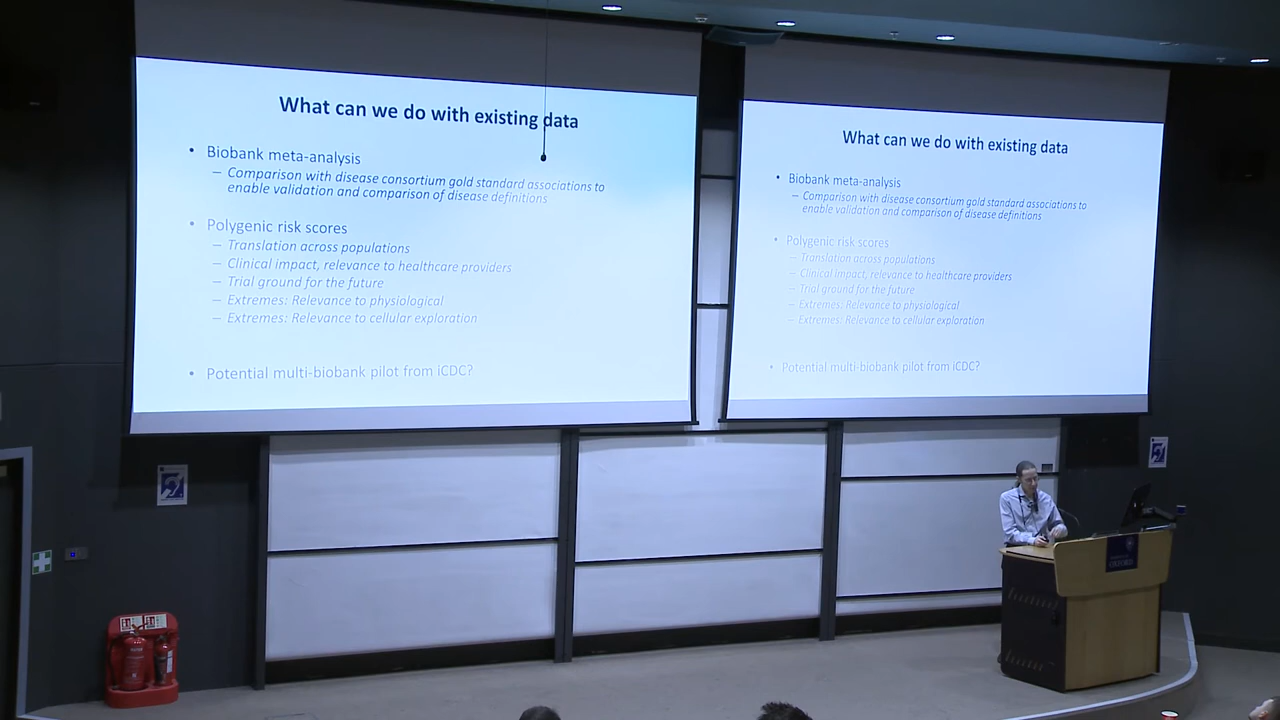 What can we do with existing data
• Biobank meta-analysis
– Comparison with disease consortium gold standard associations to
enable validation and comparison of disease definitions
• Polygenic risk scores
– Translation across populations
– Clinical impact, relevance to healthcare providers
– Trial ground for the future
– Extremes: Relevance to physiological
– Extremes: Relevance to cellular exploration
• Potential multi-biobank pilot from iCDC?
What can we do with existing data
• Biobank meta-analysis
– Comparison with disease consortium gold standard associations to
enable validation and comparison of disease definitions
• Polygenic risk scores
– Translation across populations
– Clinical impact, relevance to healthcare providers
– Trial ground for the future
– Extremes: Relevance to physiological
– Extremes: Relevance to cellular exploration
• Potential multi-biobank pilot from iCDC?
OXFORD